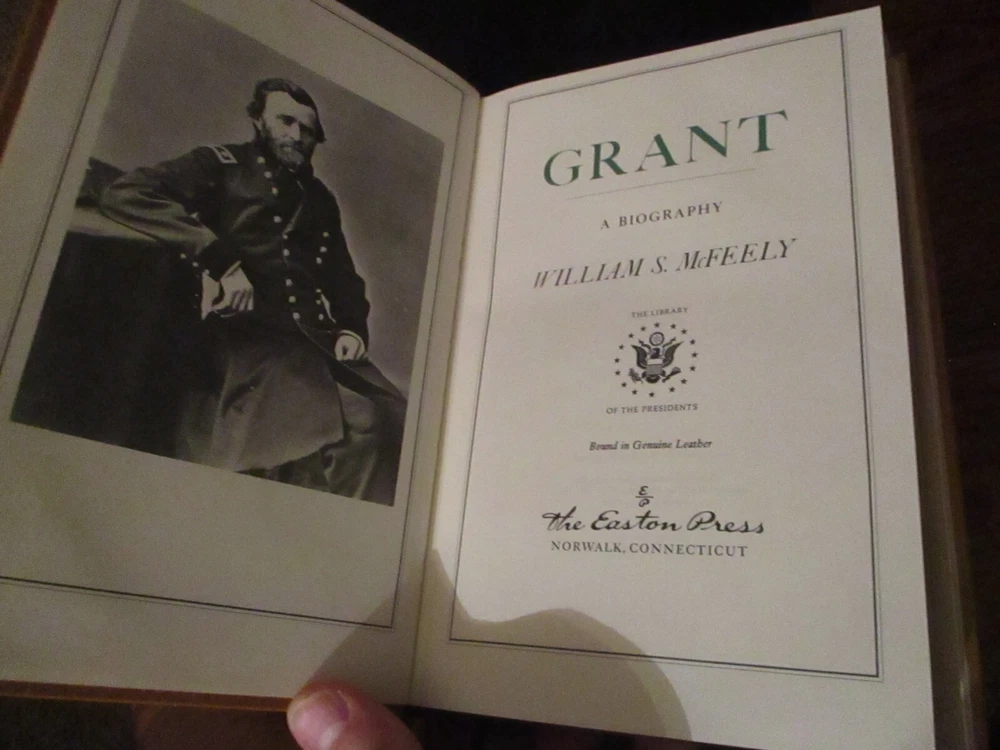 GRANT
A BIOGRAPHY
WILLIAM S. McFEELY
THE LIBRARY
OF THE PRESIDENTS
Bound in Genuine Leather
The Easton Press
NORWALK, CONNECTICUT